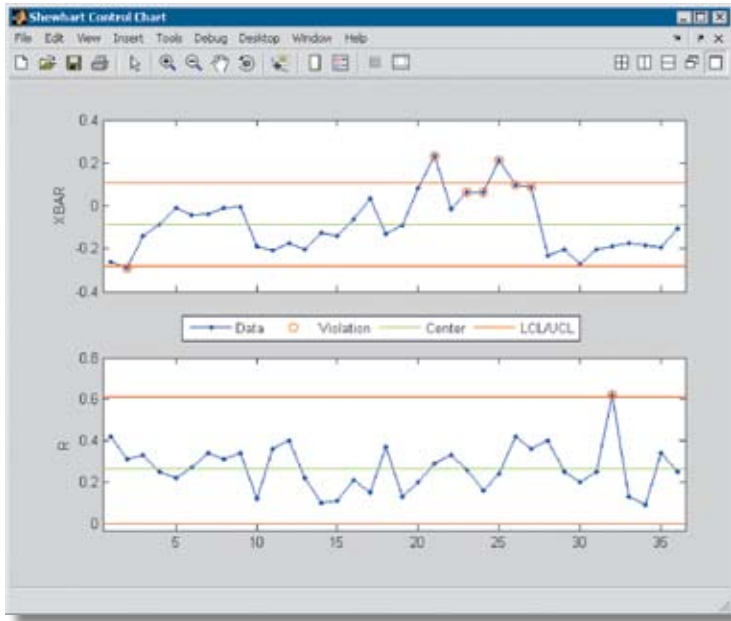 Shewhart Control Chart
File Edit View Insert Tools Debug Desktop Window Help
0.4
0.2
0
-0.2
-0.4
XBAR
Data Violation Center LCL/UCL
0.8
0.6
0.4
0.2
0
R
5 10 15 20 25 30 35